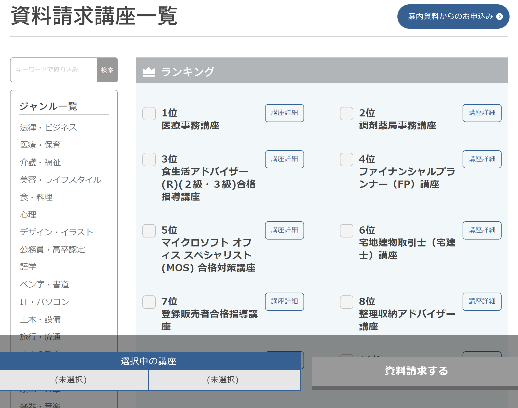 資料請求講座一覧
案内資料からのお申込み
キーワードで絞り込み
検索
ランキング
ジャンル一覧
法律・ビジネス
医療・保育
介護・福祉
美容・ライフスタイル
食・料理
心理
デザイン・イラスト
公務員・高卒認定
語学
ペン字・書道
IT・パソコン
土木・設備
旅行・流通
1位
医療事務講座
講座詳細
2位
調剤薬局事務講座
講座詳細
3位
食生活アドバイザー
(R)(２級・３級)合格
指導講座
講座詳細
4位
ファイナンシャルプラ
ンナー（FP）講座
講座詳細
5位
マイクロソフト オフ
ィス スペシャリスト
(MOS) 合格対策講座
講座詳細
6位
宅地建物取引士（宅建
士）講座
講座詳細
7位
登録販売者合格指導講
座
講座詳細
8位
整理収納アドバイザー
講座
講座詳細
選択中の講座
(未選択)
(未選択)
資料請求する